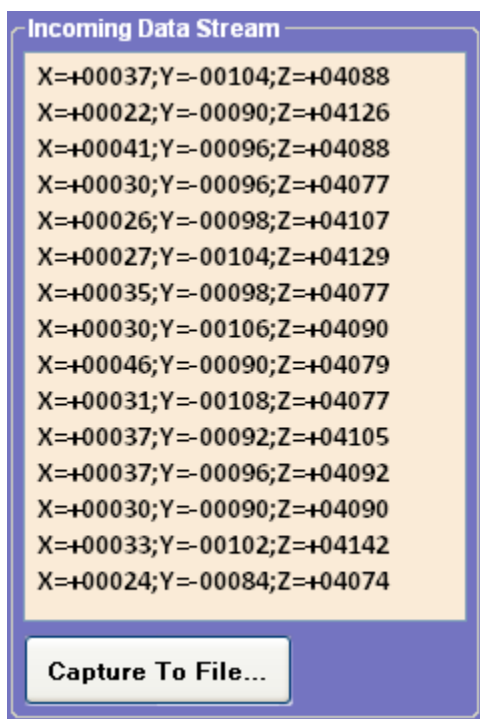 Incoming Data Stream
X=+00037;Y=-00104;Z=+04088
X=+00022;Y=-00090;Z=+04126
X=+00041;Y=-00096;Z=+04088
X=+00030;Y=-00096;Z=+04077
X=+00026;Y=-00098;Z=+04107
X=+00027;Y=-00104;Z=+04129
X=+00035;Y=-00098;Z=+04077
X=+00030;Y=-00106;Z=+04090
X=+00046;Y=-00090;Z=+04079
X=+00031;Y=-00108;Z=+04077
X=+00037;Y=-00092;Z=+04105
X=+00037;Y=-00096;Z=+04092
X=+00030;Y=-00090;Z=+04090
X=+00033;Y=-00102;Z=+04142
X=+00024;Y=-00084;Z=+04074
Capture To File...